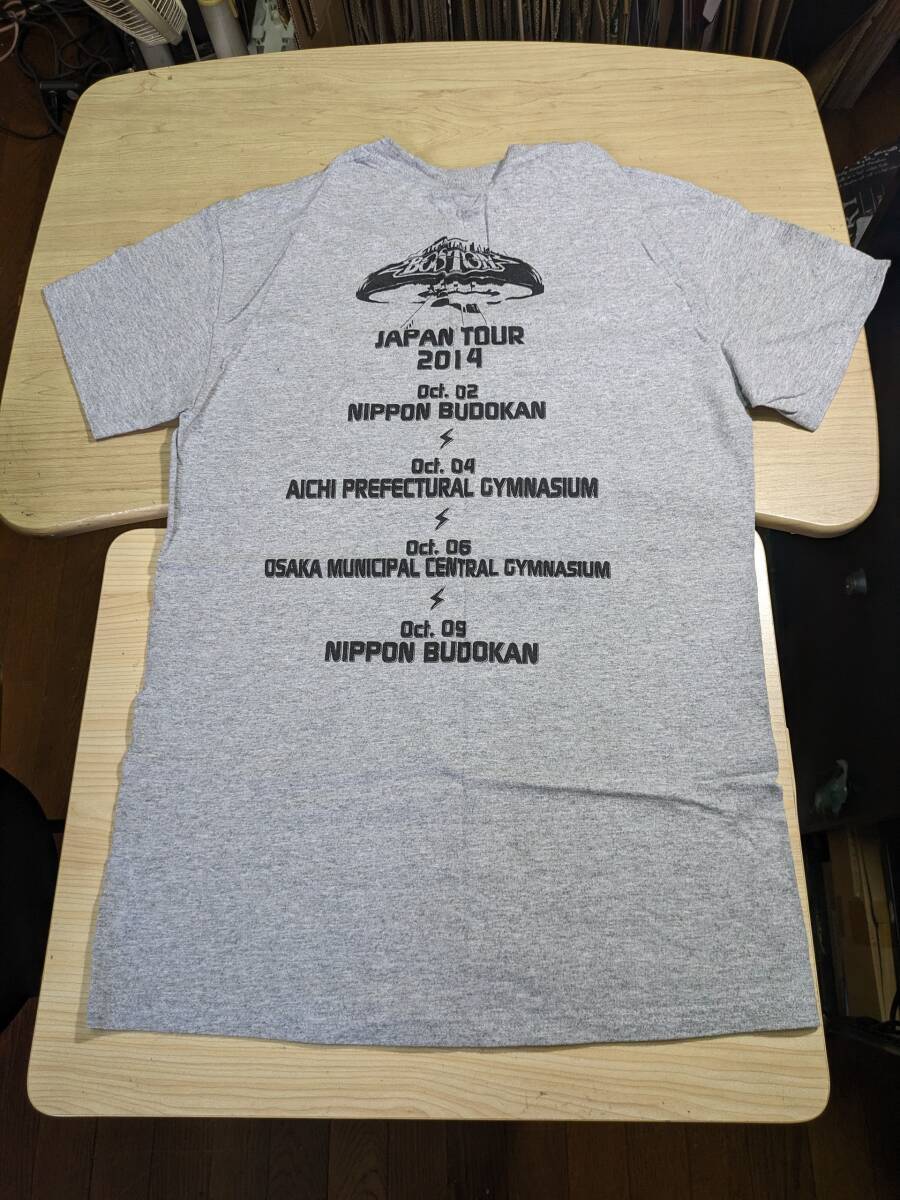 BOSTON
JAPAN TOUR
2014
Oct. 02
NIPPON BUDOKAN
Oct. 04
AICHI PREFECTURAL GYMNASIUM
Oct. 06
OSAKA MUNICIPAL CENTRAL GYMNASIUM
Oct. 09
NIPPON BUDOKAN